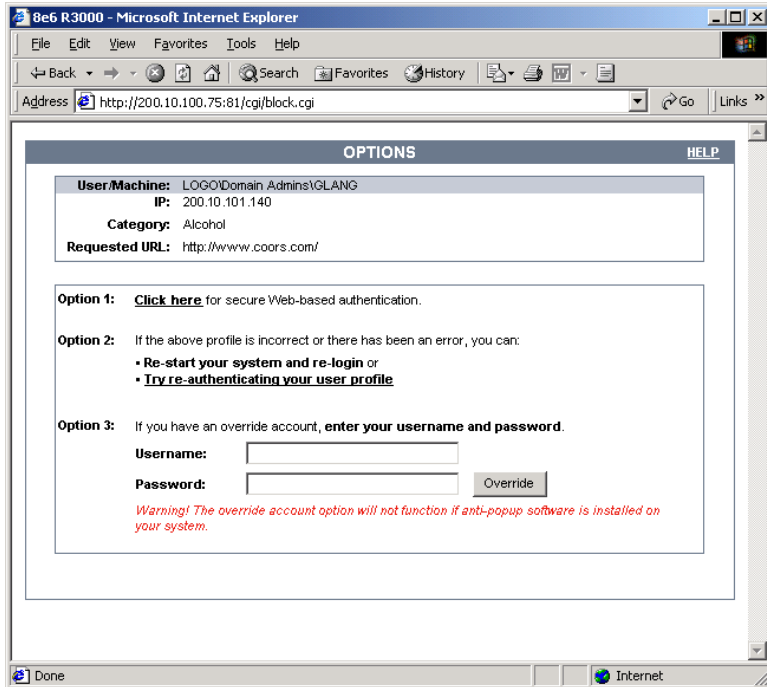 8e6 R3000 - Microsoft Internet Explorer
File Edit View Favorites Tools Help
Back Search Favorites History
Address http://200.10.100.75:81/cgi/block.cgi Go Links »
OPTIONS HELP
User/Machine: LOGO\Domain Admins\GLANG
IP: 200.10.101.140
Category: Alcohol
Requested URL: http://www.coors.com/
Option 1: Click here for secure Web-based authentication.
Option 2: If the above profile is incorrect or there has been an error, you can:
▪ Re-start your system and re-login or
▪ Try re-authenticating your user profile
Option 3: If you have an override account, enter your username and password.
Username:
Password: Override
Warning! The override account option will not function if anti-popup software is installed on
your system.
Done Internet